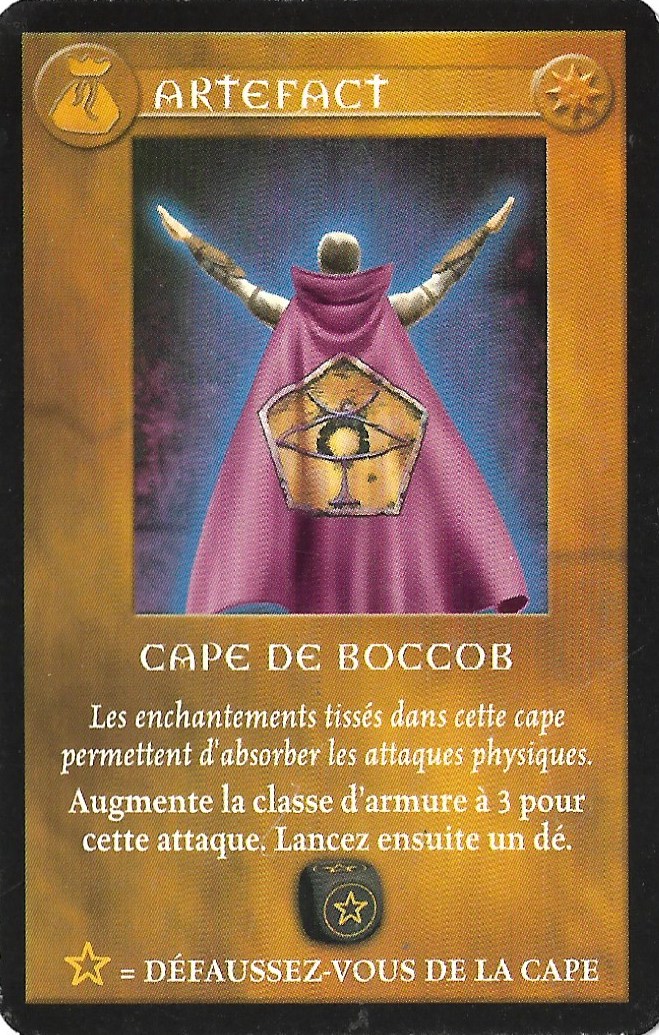 ARTEFACT
CAPE DE BOCCOB
Les enchantements tissés dans cette cape
permettent d'absorber les attaques physiques.
Augmente la classe d'armure à 3 pour
cette attaque. Lancez ensuite un dé.
= DÉFAUSSEZ-VOUS DE LA CAPE